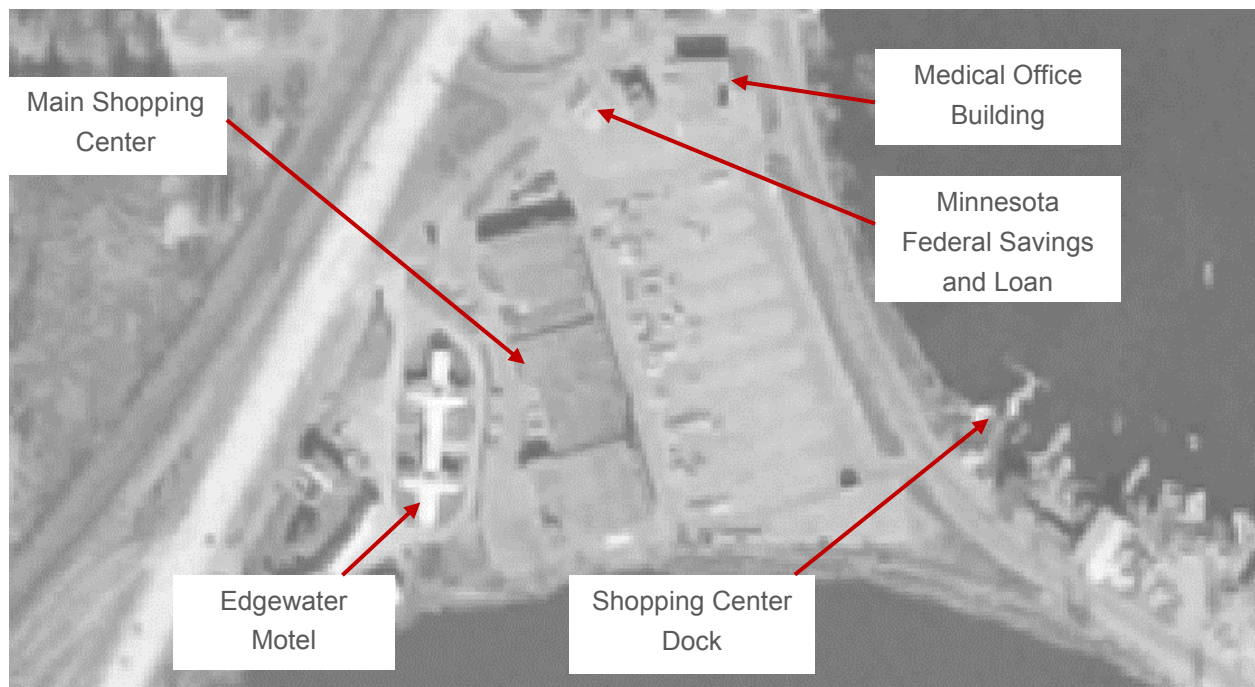 Main Shopping
Center
Medical Office
Building
Minnesota
Federal Savings
and Loan
Edgewater
Motel
Shopping Center
Dock